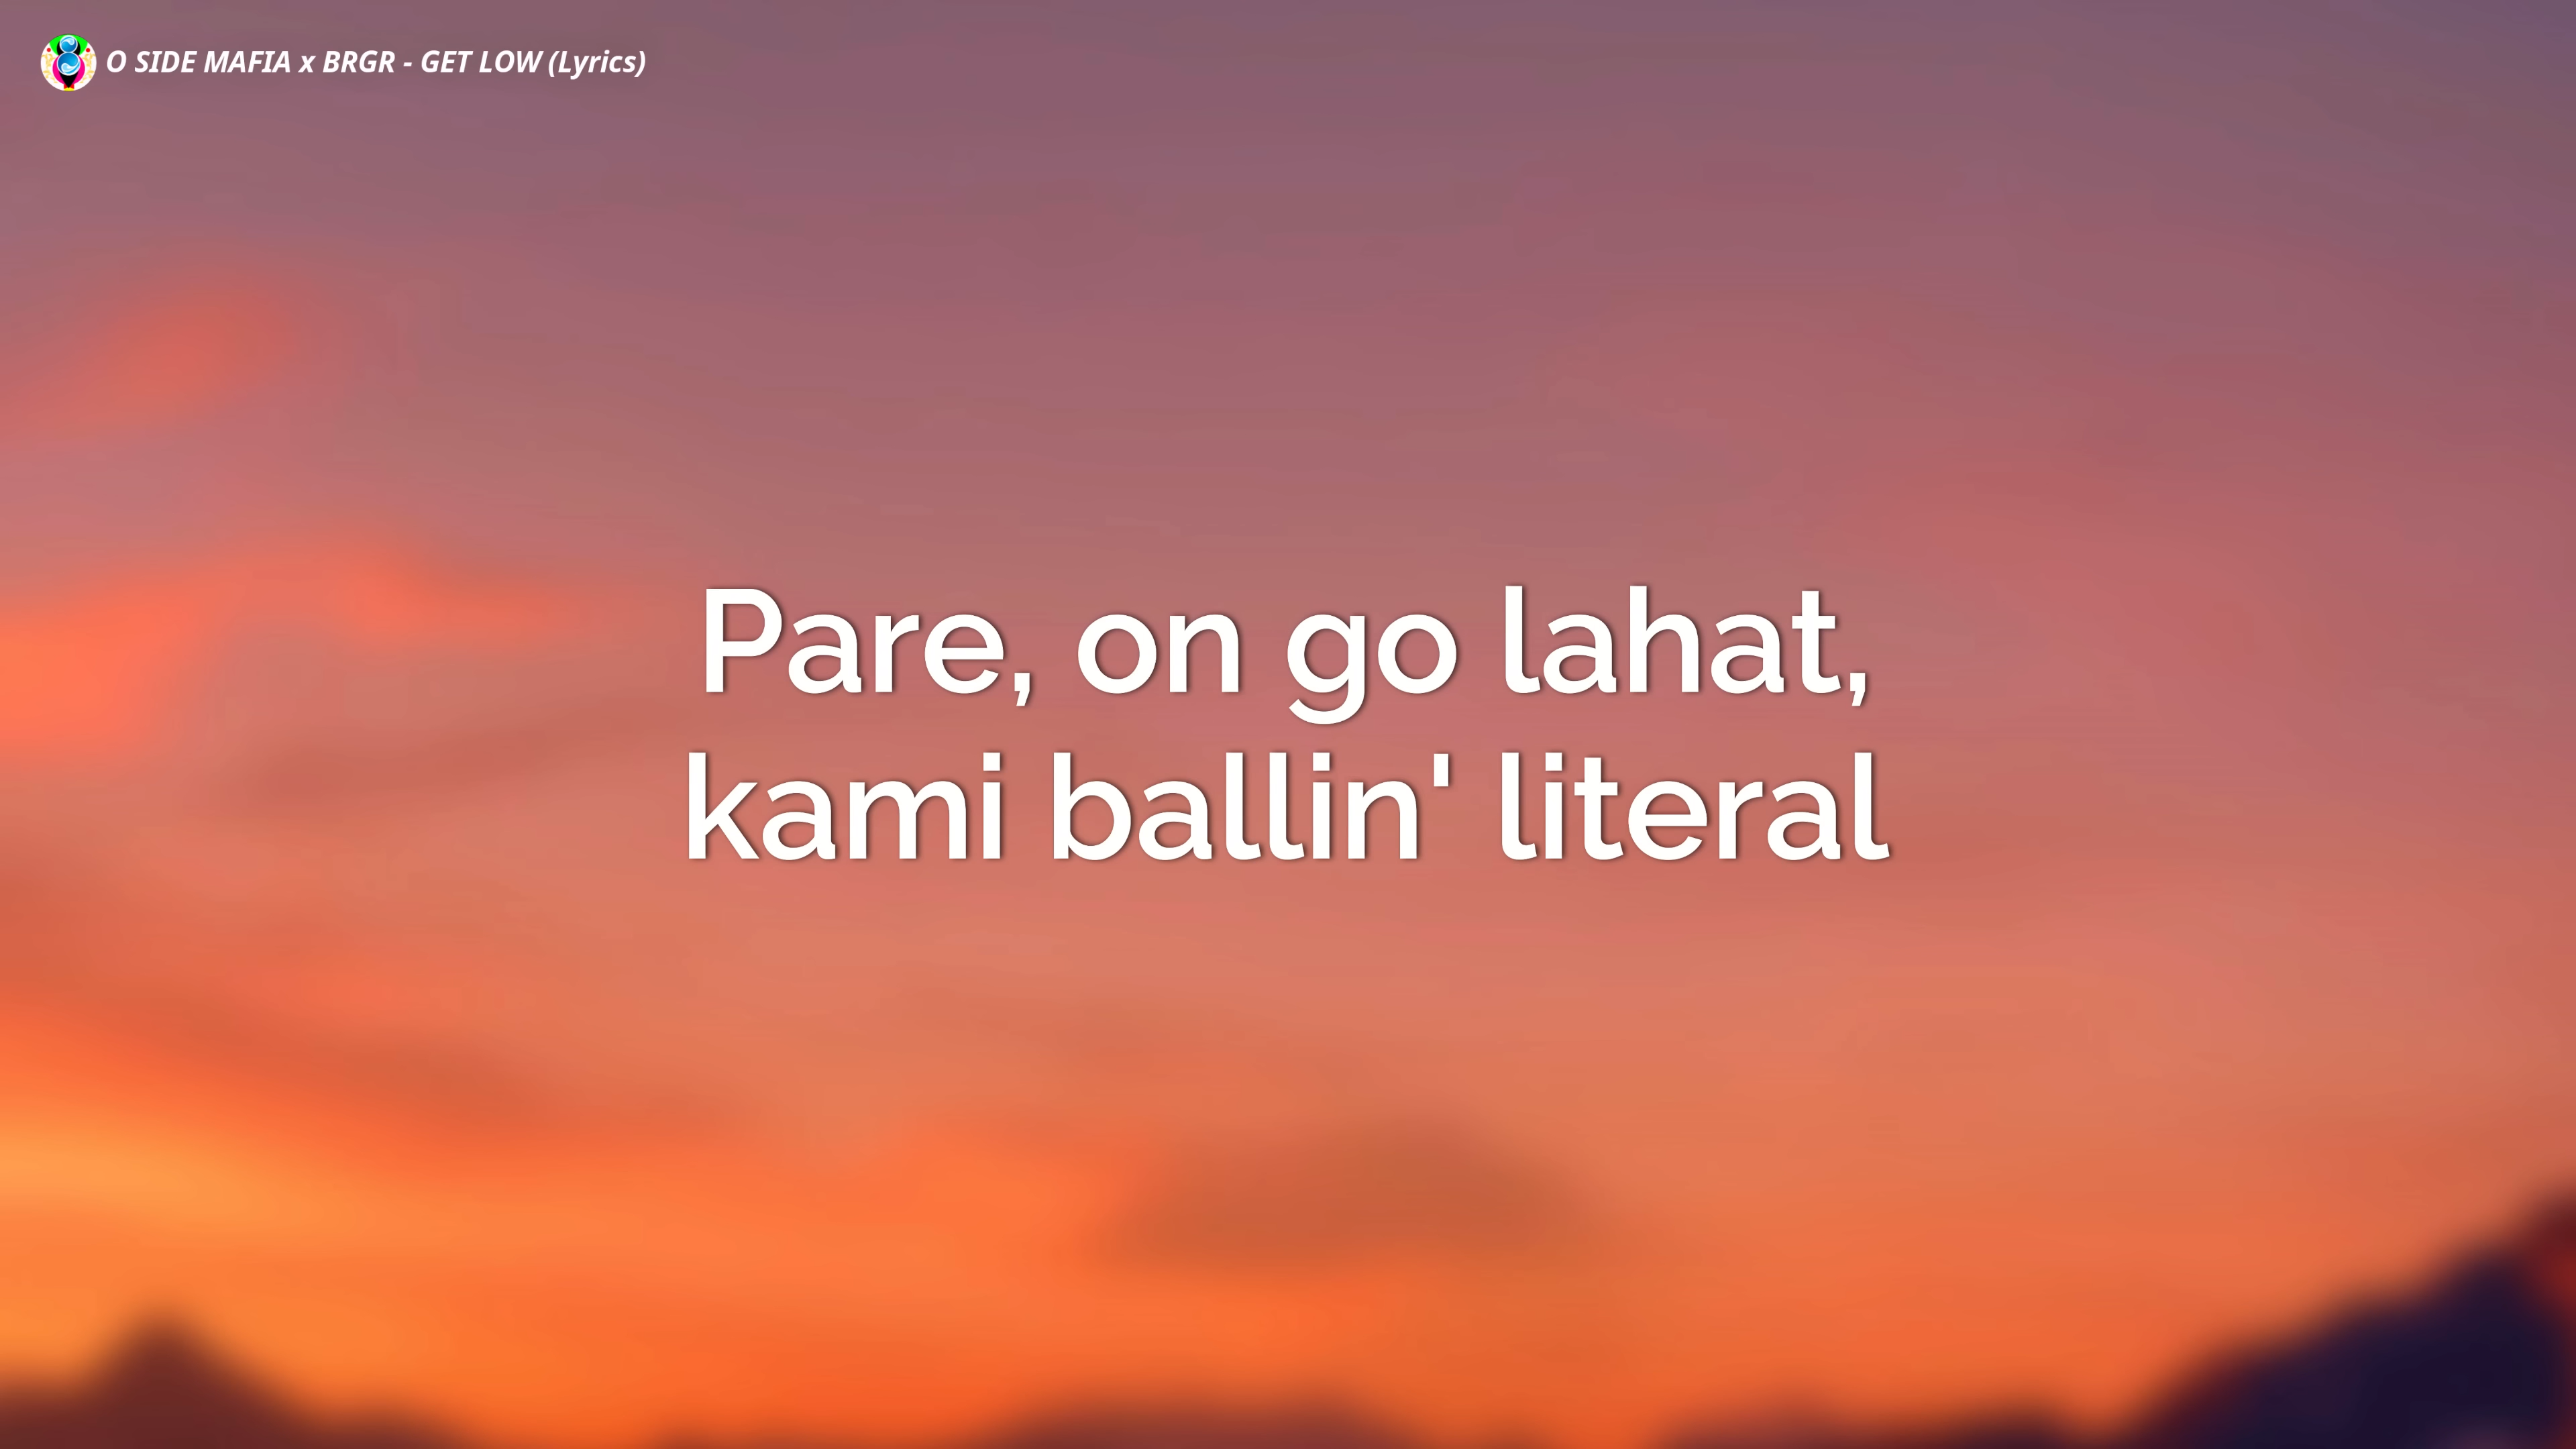 O SIDE MAFIA x BRGR - GET LOW (Lyrics)
Pare, on go lahat,
kami ballin' literal